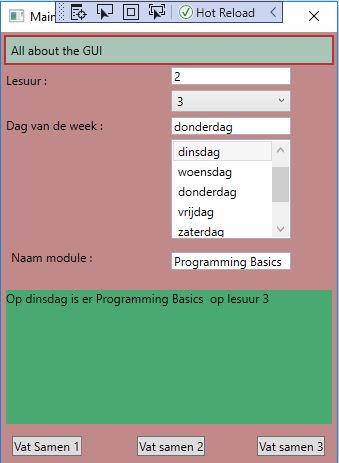 Main
Hot Reload
All about the GUI
Lesuur :
2
3
Dag van de week :
donderdag
dinsdag
woensdag
donderdag
vrijdag
zaterdag
Naam module :
Programming Basics
Op dinsdag is er Programming Basics  op lesuur 3
Vat Samen 1
Vat samen 2
Vat samen 3